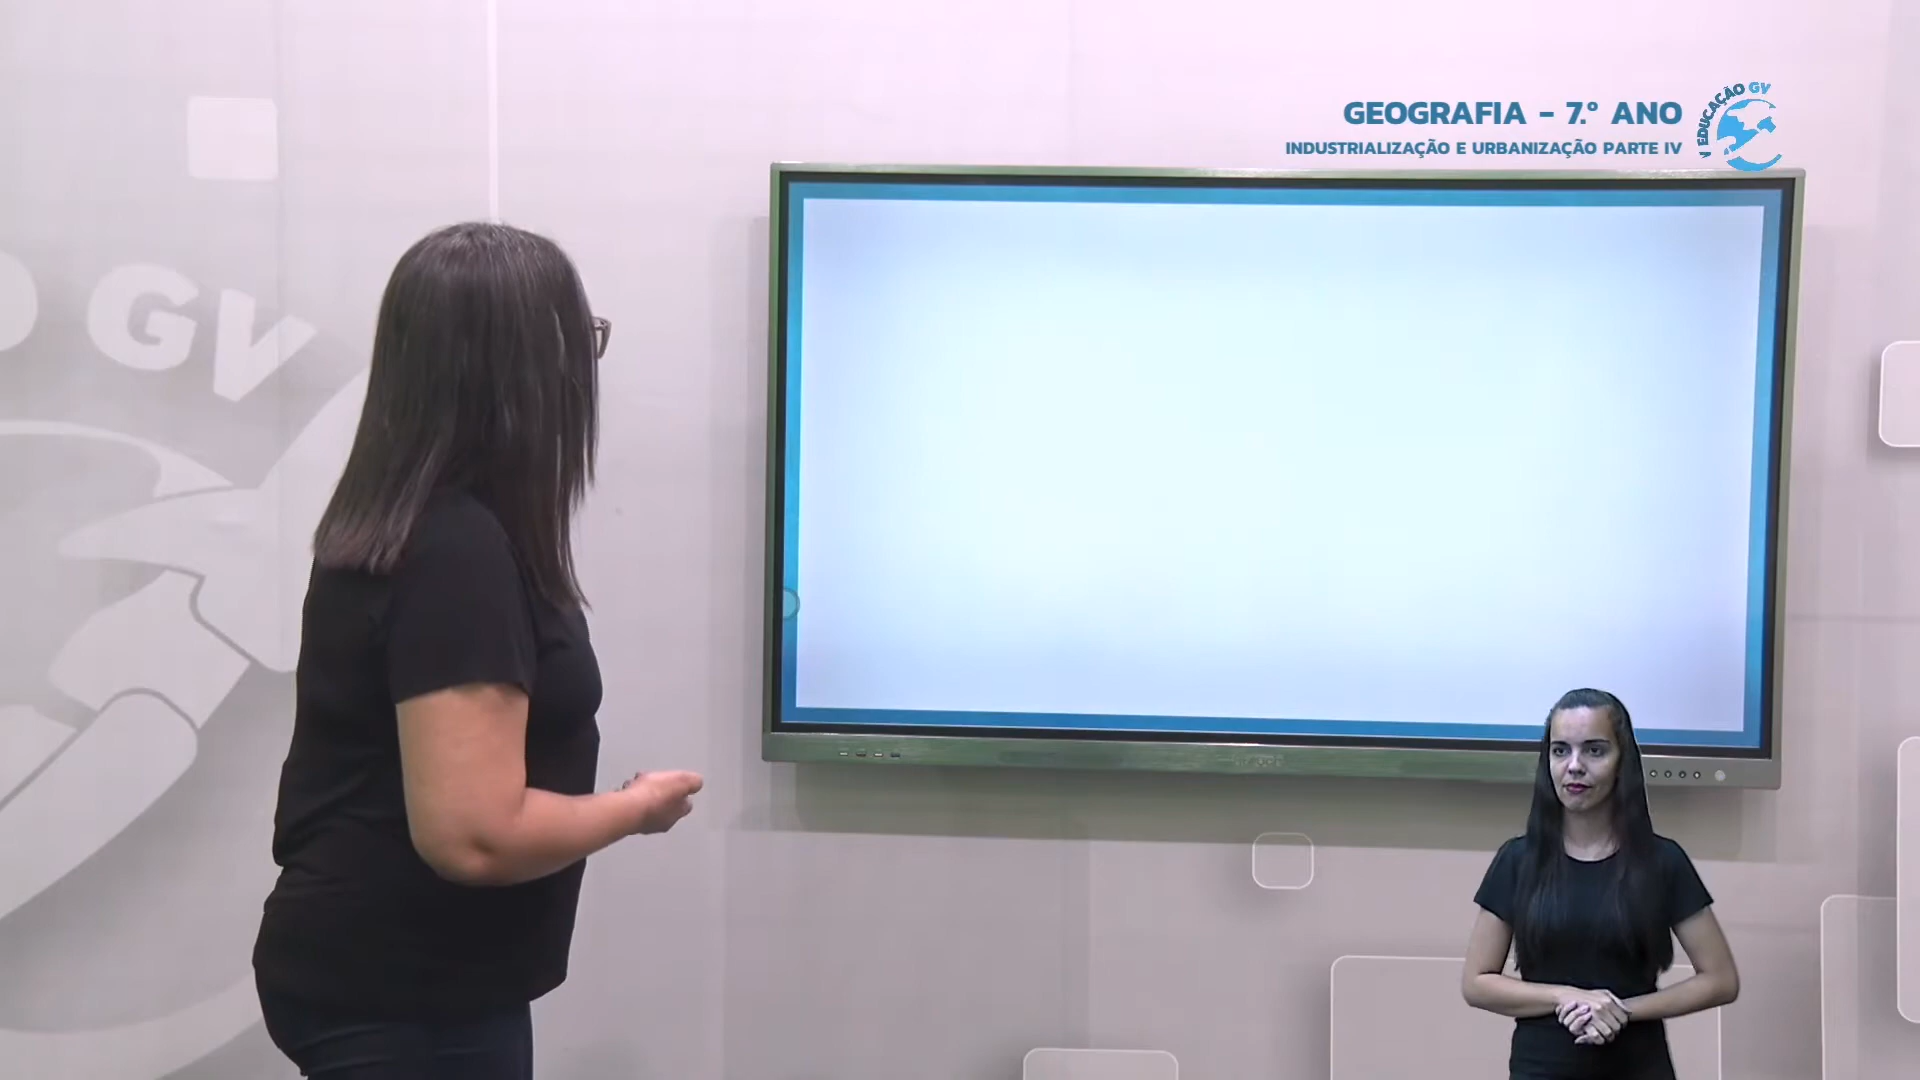 GEOGRAFIA - 7.º ANO
INDUSTRIALIZAÇÃO E URBANIZAÇÃO PARTE IV
EDUCAÇÃO GV
GV